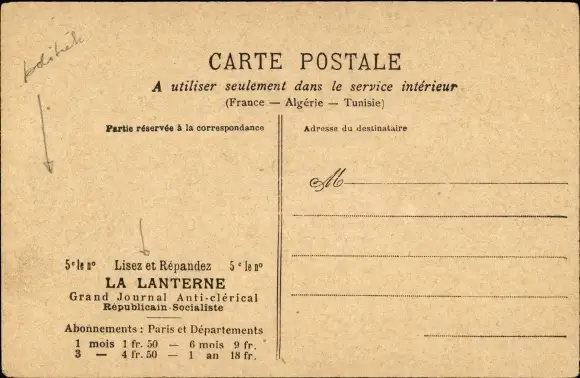 CARTE POSTALE
A utiliser seulement dans le service intérieur
(France — Algérie — Tunisie)
Partie réservée à la correspondance
Adresse du destinataire
M
5 c le nº Lisez et Répandez 5 c le nº
LA LANTERNE
Grand Journal Anti-clérical
Républicain-Socialiste
Abonnements : Paris et Départements
1 mois 1 fr. 50 — 6 mois 9 fr.
3 — 4 fr. 50 — 1 an 18 fr.